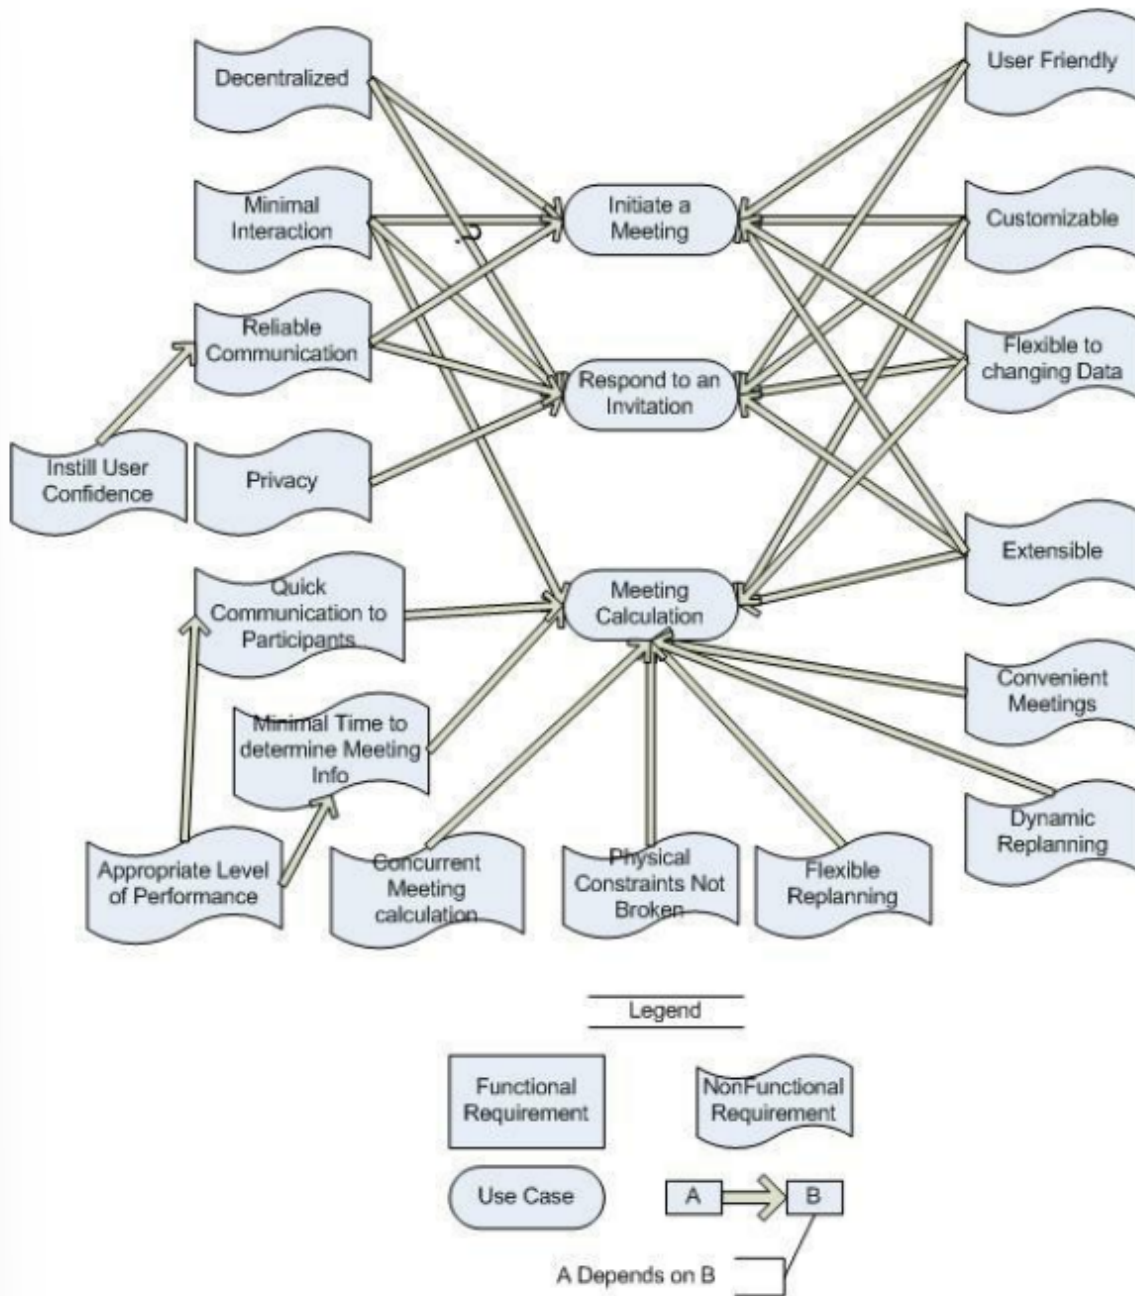 Decentralized
User Friendly
Minimal
Interaction
Initiate a
Meeting
Customizable
Reliable
Communication
Respond to an
Invitation
Flexible to
changing Data
Instill User
Confidence
Privacy
Extensible
Quick
Communication to
Participants
Meeting
Calculation
Convenient
Meetings
Minimal Time to
determine Meeting
Info
Dynamic
Replanning
Appropriate Level
of Performance
Concurrent
Meeting
calculation
Physical
Constraints Not
Broken
Flexible
Replanning
Legend
Functional
Requirement
NonFunctional
Requirement
Use Case
A
B
A Depends on B